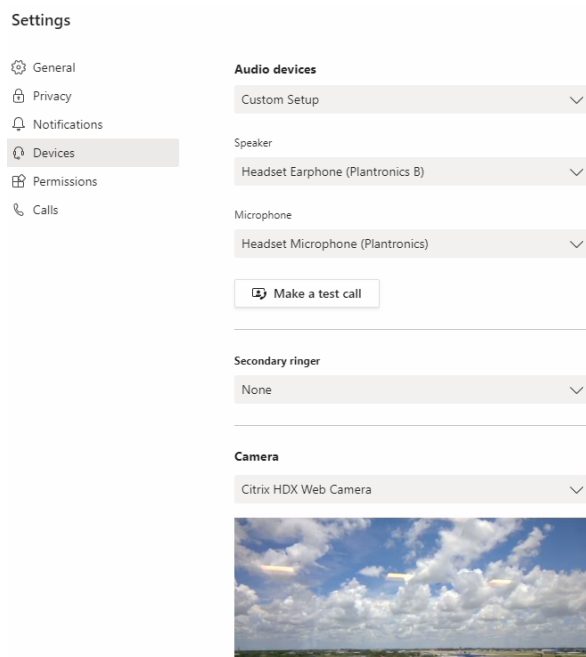 Settings
General
Privacy
Notifications
Devices
Permissions
Calls
Audio devices
Custom Setup
Speaker
Headset Earphone (Plantronics B)
Microphone
Headset Microphone (Plantronics)
Make a test call
Secondary ringer
None
Camera
Citrix HDX Web Camera